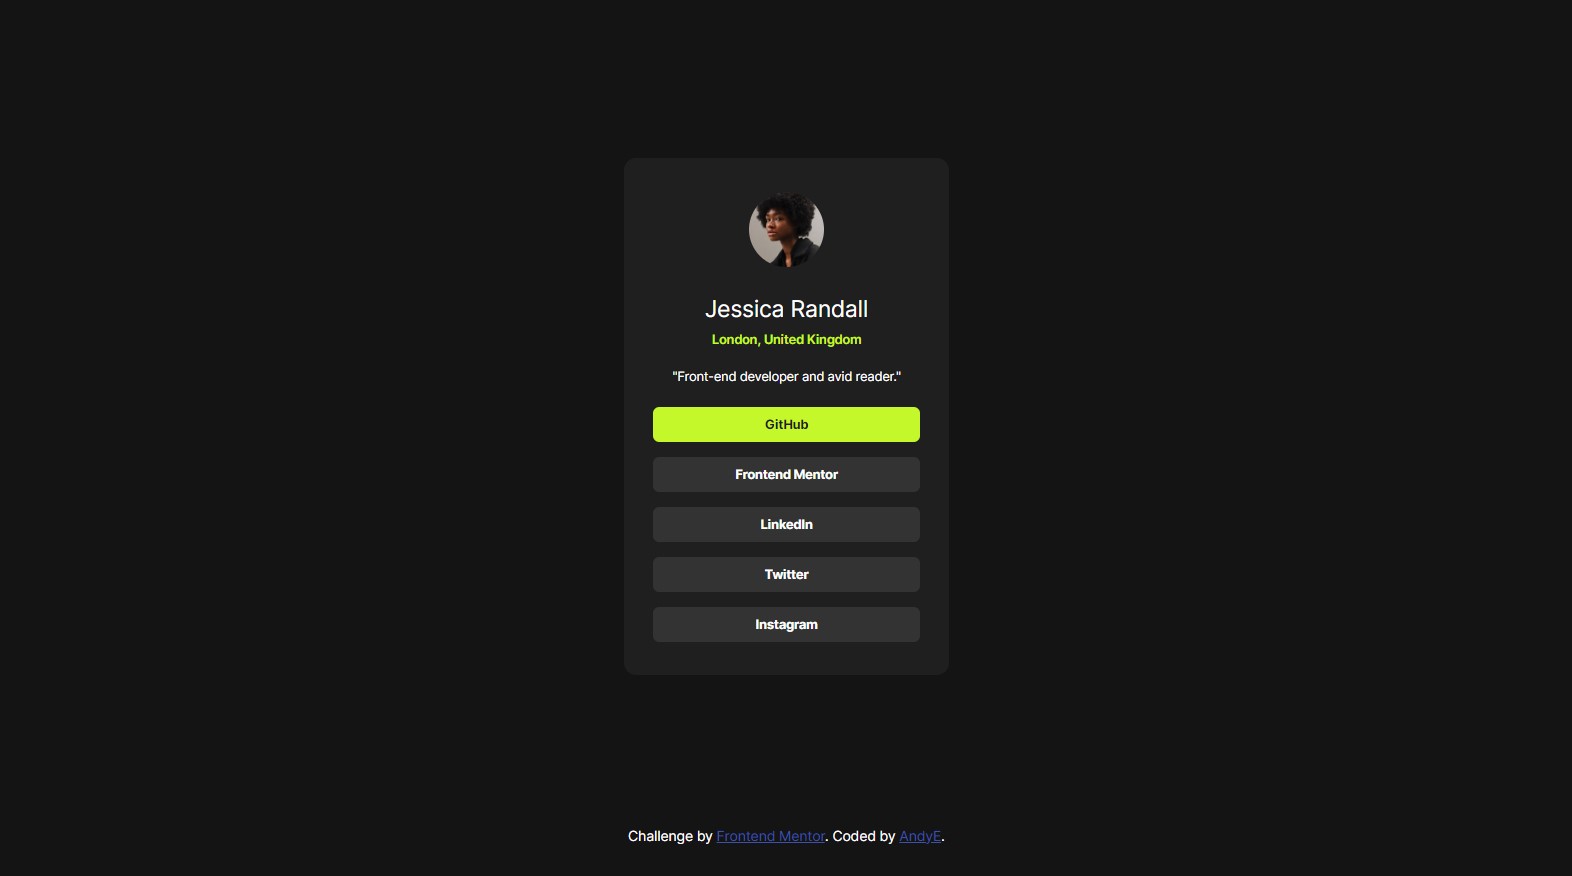 Jessica Randall
London, United Kingdom
"Front-end developer and avid reader."
GitHub
Frontend Mentor
LinkedIn
Twitter
Instagram
Challenge by Frontend Mentor. Coded by AndyE.